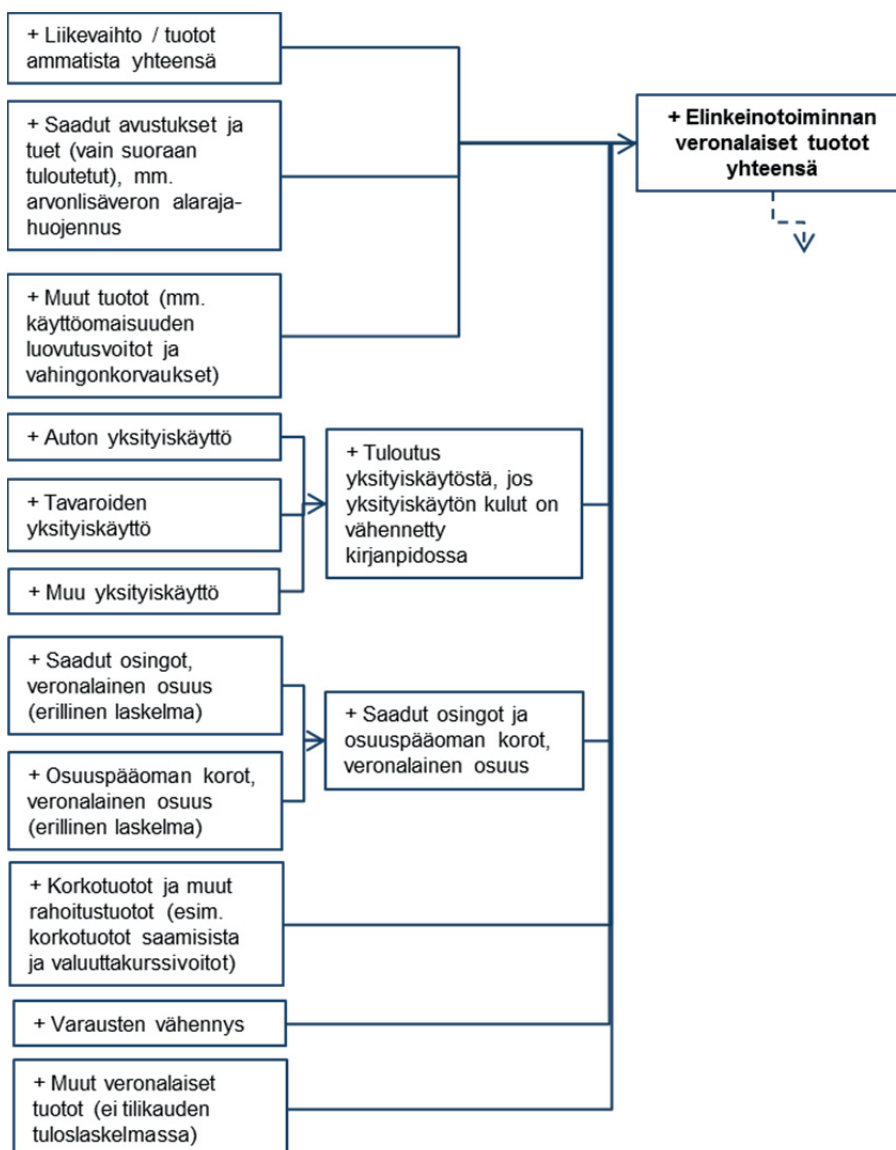 + Liikevaihto / tuotot
ammatista yhteensä
+ Saadut avustukset ja
tuet (vain suoraan
tuloutetut), mm.
arvonlisäveron alaraja-
huojennus
+ Muut tuotot (mm.
käyttöomaisuuden
luovutusvoitot ja
vahingonkorvaukset)
+ Auton yksityiskäyttö
+ Tavaroiden
yksityiskäyttö
+ Muu yksityiskäyttö
+ Tuloutus
yksityiskäytöstä, jos
yksityiskäytön kulut on
vähennetty
kirjanpidossa
+ Saadut osingot,
veronalainen osuus
(erillinen laskelma)
+ Osuuspääoman korot,
veronalainen osuus
(erillinen laskelma)
+ Saadut osingot ja
osuuspääoman korot,
veronalainen osuus
+ Korkotuotot ja muut
rahoitustuotot (esim.
korkotuotot saamisista
ja valuuttakurssivoitot)
+ Varausten vähennys
+ Muut veronalaiset
tuotot (ei tilikauden
tuloslaskelmassa)
+ Elinkeinotoiminnan
veronalaiset tuotot
yhteensä